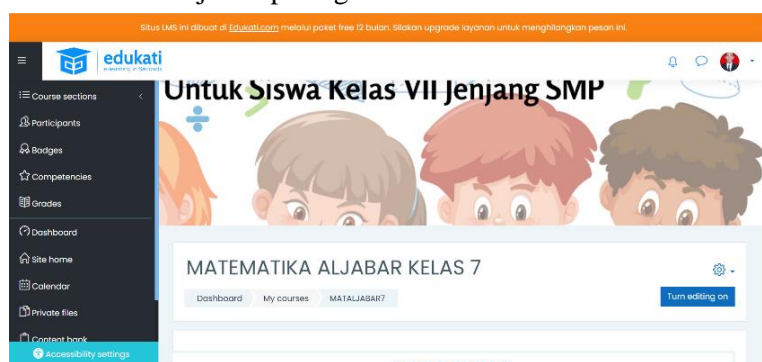 Situs LMS ini dibuat di Edukati.com melalui paket free 12 bulan. Silakan upgrade layanan untuk menghilangkan pesan ini.
edukati
Untuk Siswa Kelas VII Jenjang SMP
Course sections
Participants
Badges
Competencies
Grades
Dashboard
Site home
Calendar
Private files
Content bank
Accessibility settings
MATEMATIKA ALJABAR KELAS 7
Dashboard My courses MATALJABAR7
Turn editing on